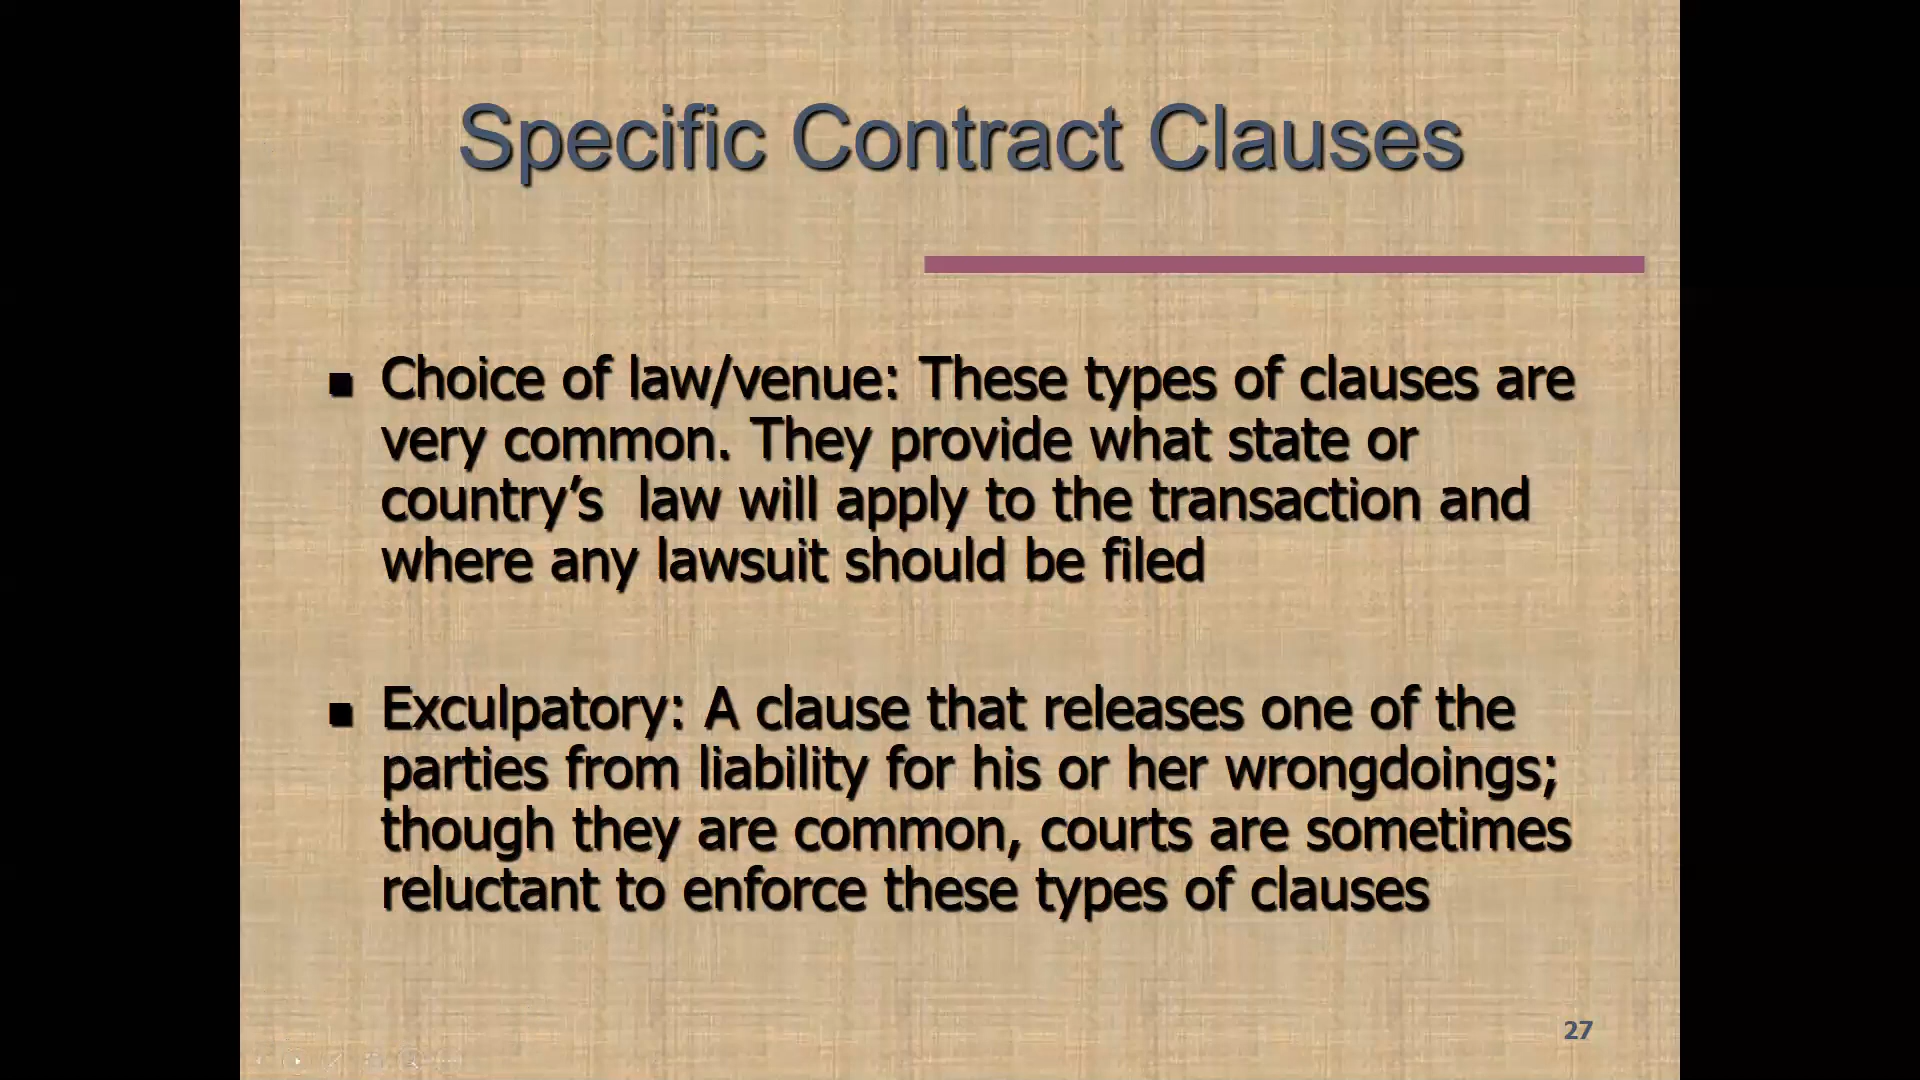 Specific Contract Clauses
■ Choice of law/venue: These types of clauses are
very common. They provide what state or
country’s  law will apply to the transaction and
where any lawsuit should be filed
■ Exculpatory: A clause that releases one of the
parties from liability for his or her wrongdoings;
though they are common, courts are sometimes
reluctant to enforce these types of clauses
27